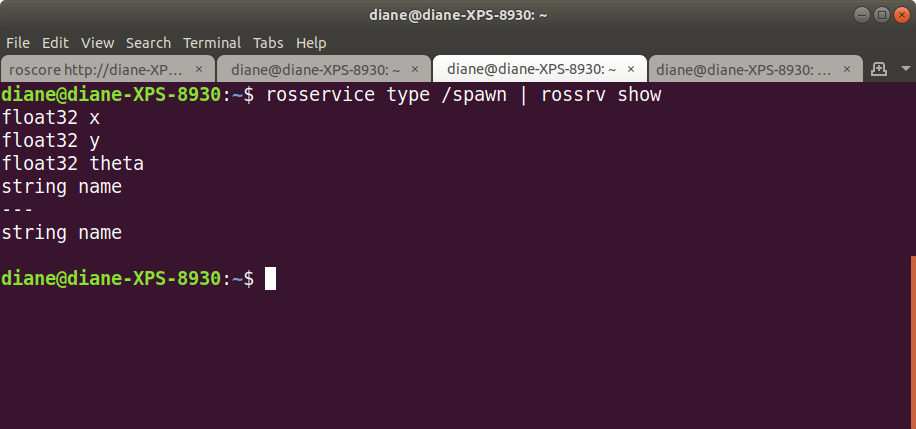 diane@diane-XPS-8930: ~
File Edit View Search Terminal Tabs Help
roscore http://diane-XP... × diane@diane-XPS-8930: ~ × diane@diane-XPS-8930: ~ × diane@diane-XPS-8930: ... ×
diane@diane-XPS-8930:~$ rosservice type /spawn | rossrv show
float32 x
float32 y
float32 theta
string name
---
string name
diane@diane-XPS-8930:~$